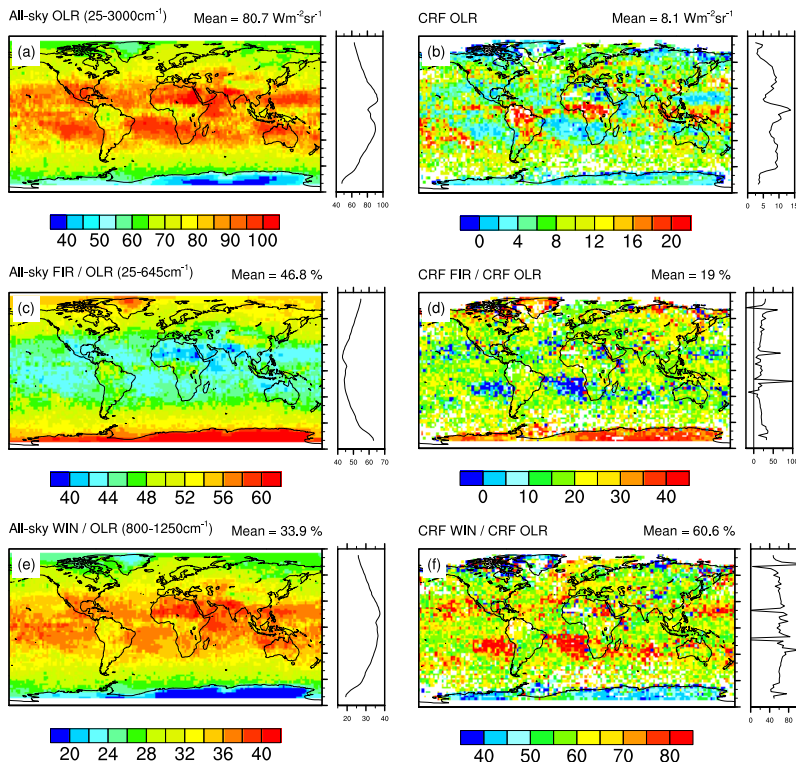 All-sky OLR (25-3000cm⁻¹) Mean = 80.7 Wm⁻²sr⁻¹
CRF OLR Mean = 8.1 Wm⁻²sr⁻¹
(a)
(b)
40 60 80 100
0 5 10 15
40 50 60 70 80 90 100
0 4 8 12 16 20
All-sky FIR / OLR (25-645cm⁻¹) Mean = 46.8 %
CRF FIR / CRF OLR Mean = 19 %
(c)
(d)
40 50 60 70
0 50 100
40 44 48 52 56 60
0 10 20 30 40
All-sky WIN / OLR (800-1250cm⁻¹) Mean = 33.9 %
CRF WIN / CRF OLR Mean = 60.6 %
(e)
(f)
20 30 40
0 40 80
20 24 28 32 36 40
40 50 60 70 80